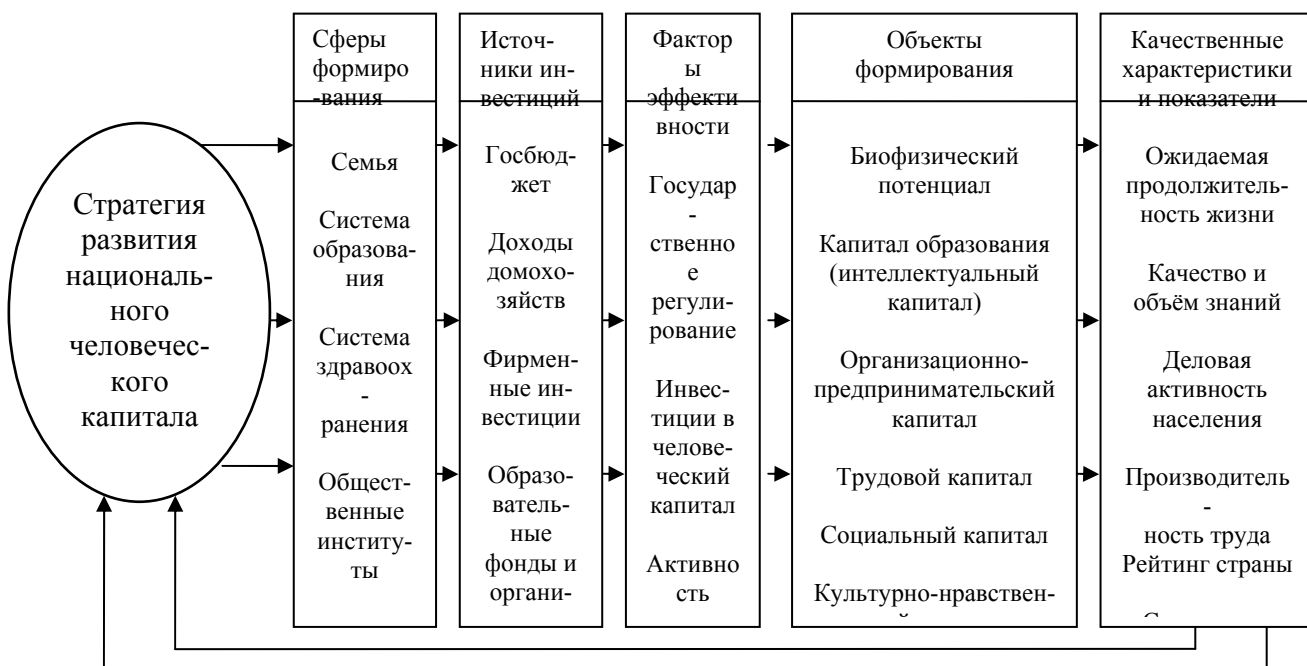 Стратегия
развития
националь-
ного
человечес-
кого
капитала
Сферы
формиро
-вания
Семья
Система
образова-
ния
Система
здравоох
-
ранения
Общест-
венные
институ-
ты
Источ-
ники ин-
вестиций
Госбюд-
жет
Доходы
домохо-
зяйств
Фирмен-
ные ин-
вестиции
Образо-
ватель-
ные
фонды и
органи-
Фактор
ы
эффекти
вности
Государ
-
ственно
е
регули-
рование
Инвес-
тиции в
челове-
ческий
капитал
Активно
сть
Объекты
формирования
Биофизический
потенциал
Капитал образования
(интеллектуальный
капитал)
Организационно-
предпринимательский
капитал
Трудовой капитал
Социальный капитал
Культурно-нравствен-
Качественные
характеристики
и показатели
Ожидаемая
продолжитель-
ность жизни
Качество и
объём знаний
Деловая
активность
населения
Производитель
-
ность труда
Рейтинг страны